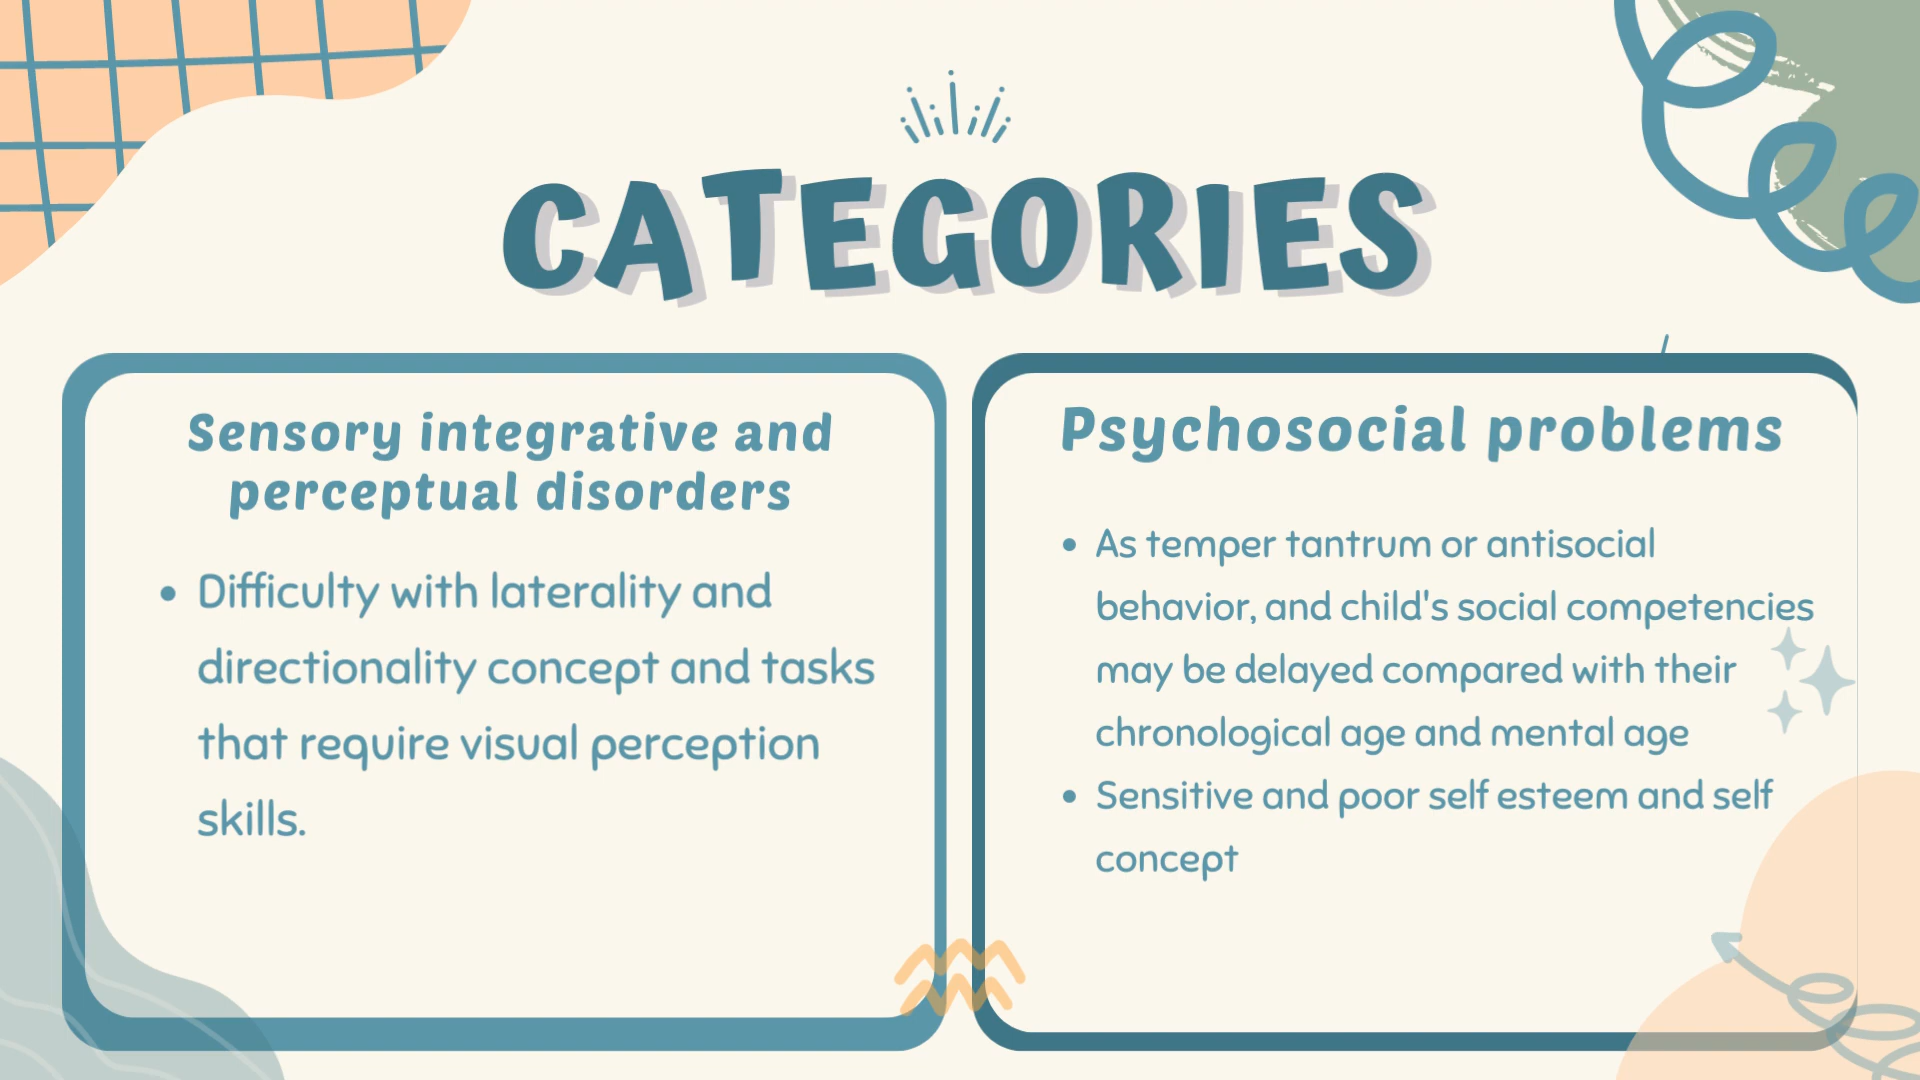 CATEGORIES
Sensory integrative and
perceptual disorders
• Difficulty with laterality and
directionality concept and tasks
that require visual perception
skills.
Psychosocial problems
• As temper tantrum or antisocial
behavior, and child's social competencies
may be delayed compared with their
chronological age and mental age
• Sensitive and poor self esteem and self
concept